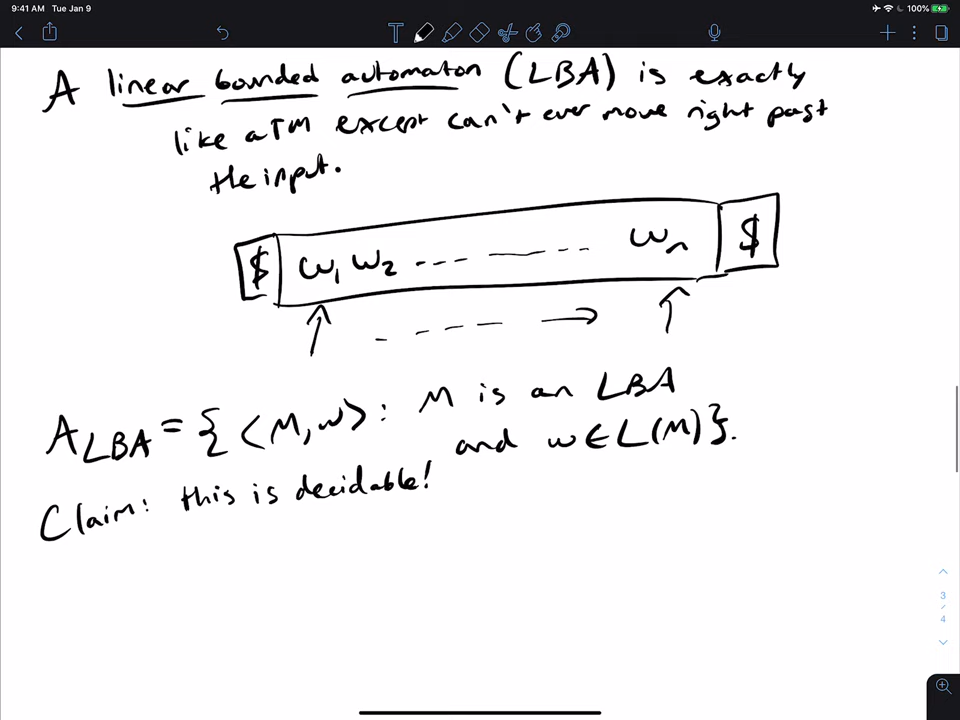 9:41 AM Tue Jan 9
100%
T
A linear bounded automaton (LBA) is exactly
like a TM except can't ever move right past
the input.
$ w₁ w₂ ---- ---- wₙ $
A_LBA = { <M, w> : M is an LBA
and w ∈ L(M) }.
Claim: this is decidable!
3
/
4